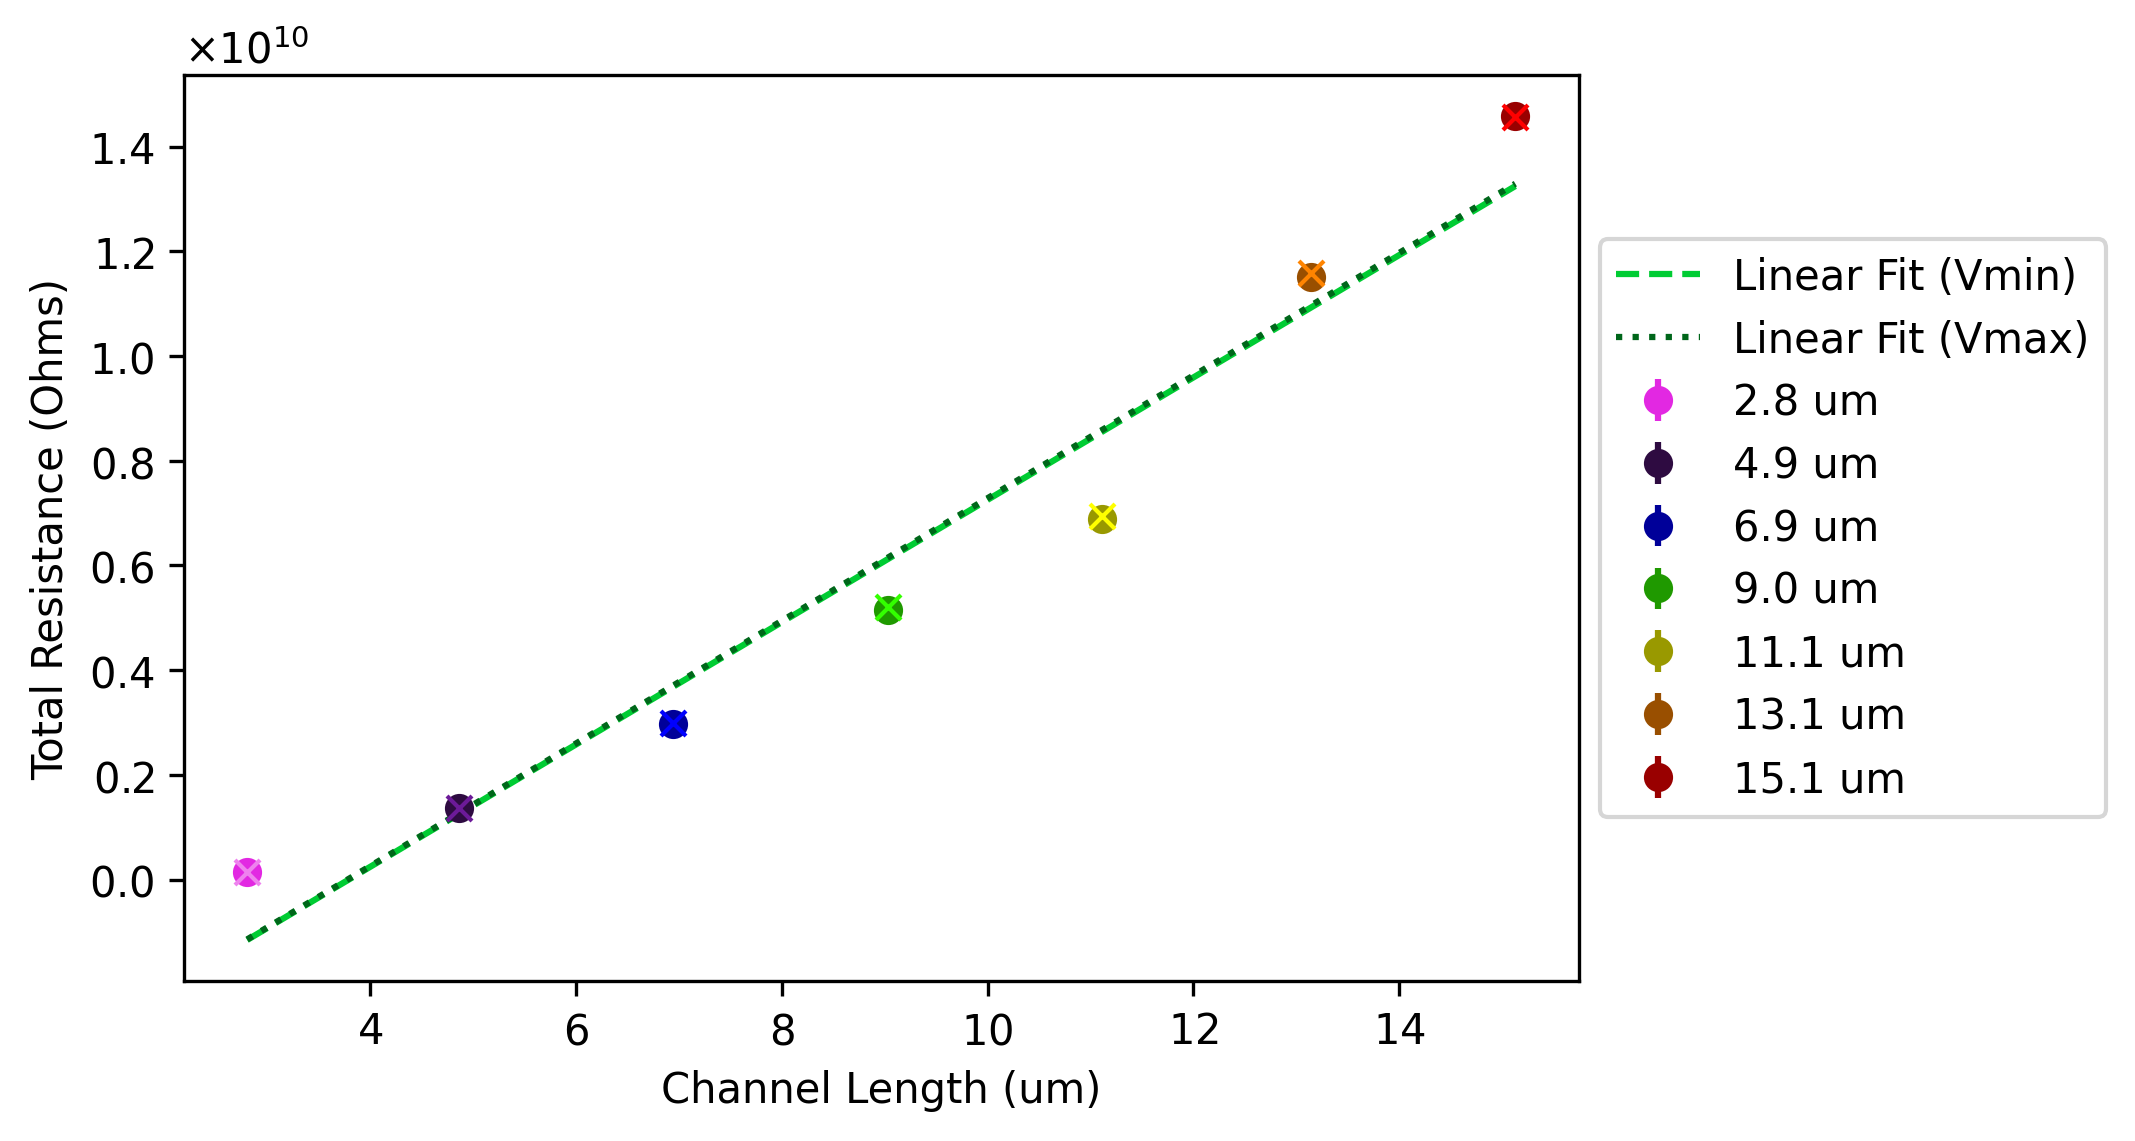 ×10¹⁰
1.4
1.2
1.0
0.8
0.6
0.4
0.2
0.0
Total Resistance (Ohms)
4 6 8 10 12 14
Channel Length (um)
Linear Fit (Vmin)
Linear Fit (Vmax)
2.8 um
4.9 um
6.9 um
9.0 um
11.1 um
13.1 um
15.1 um